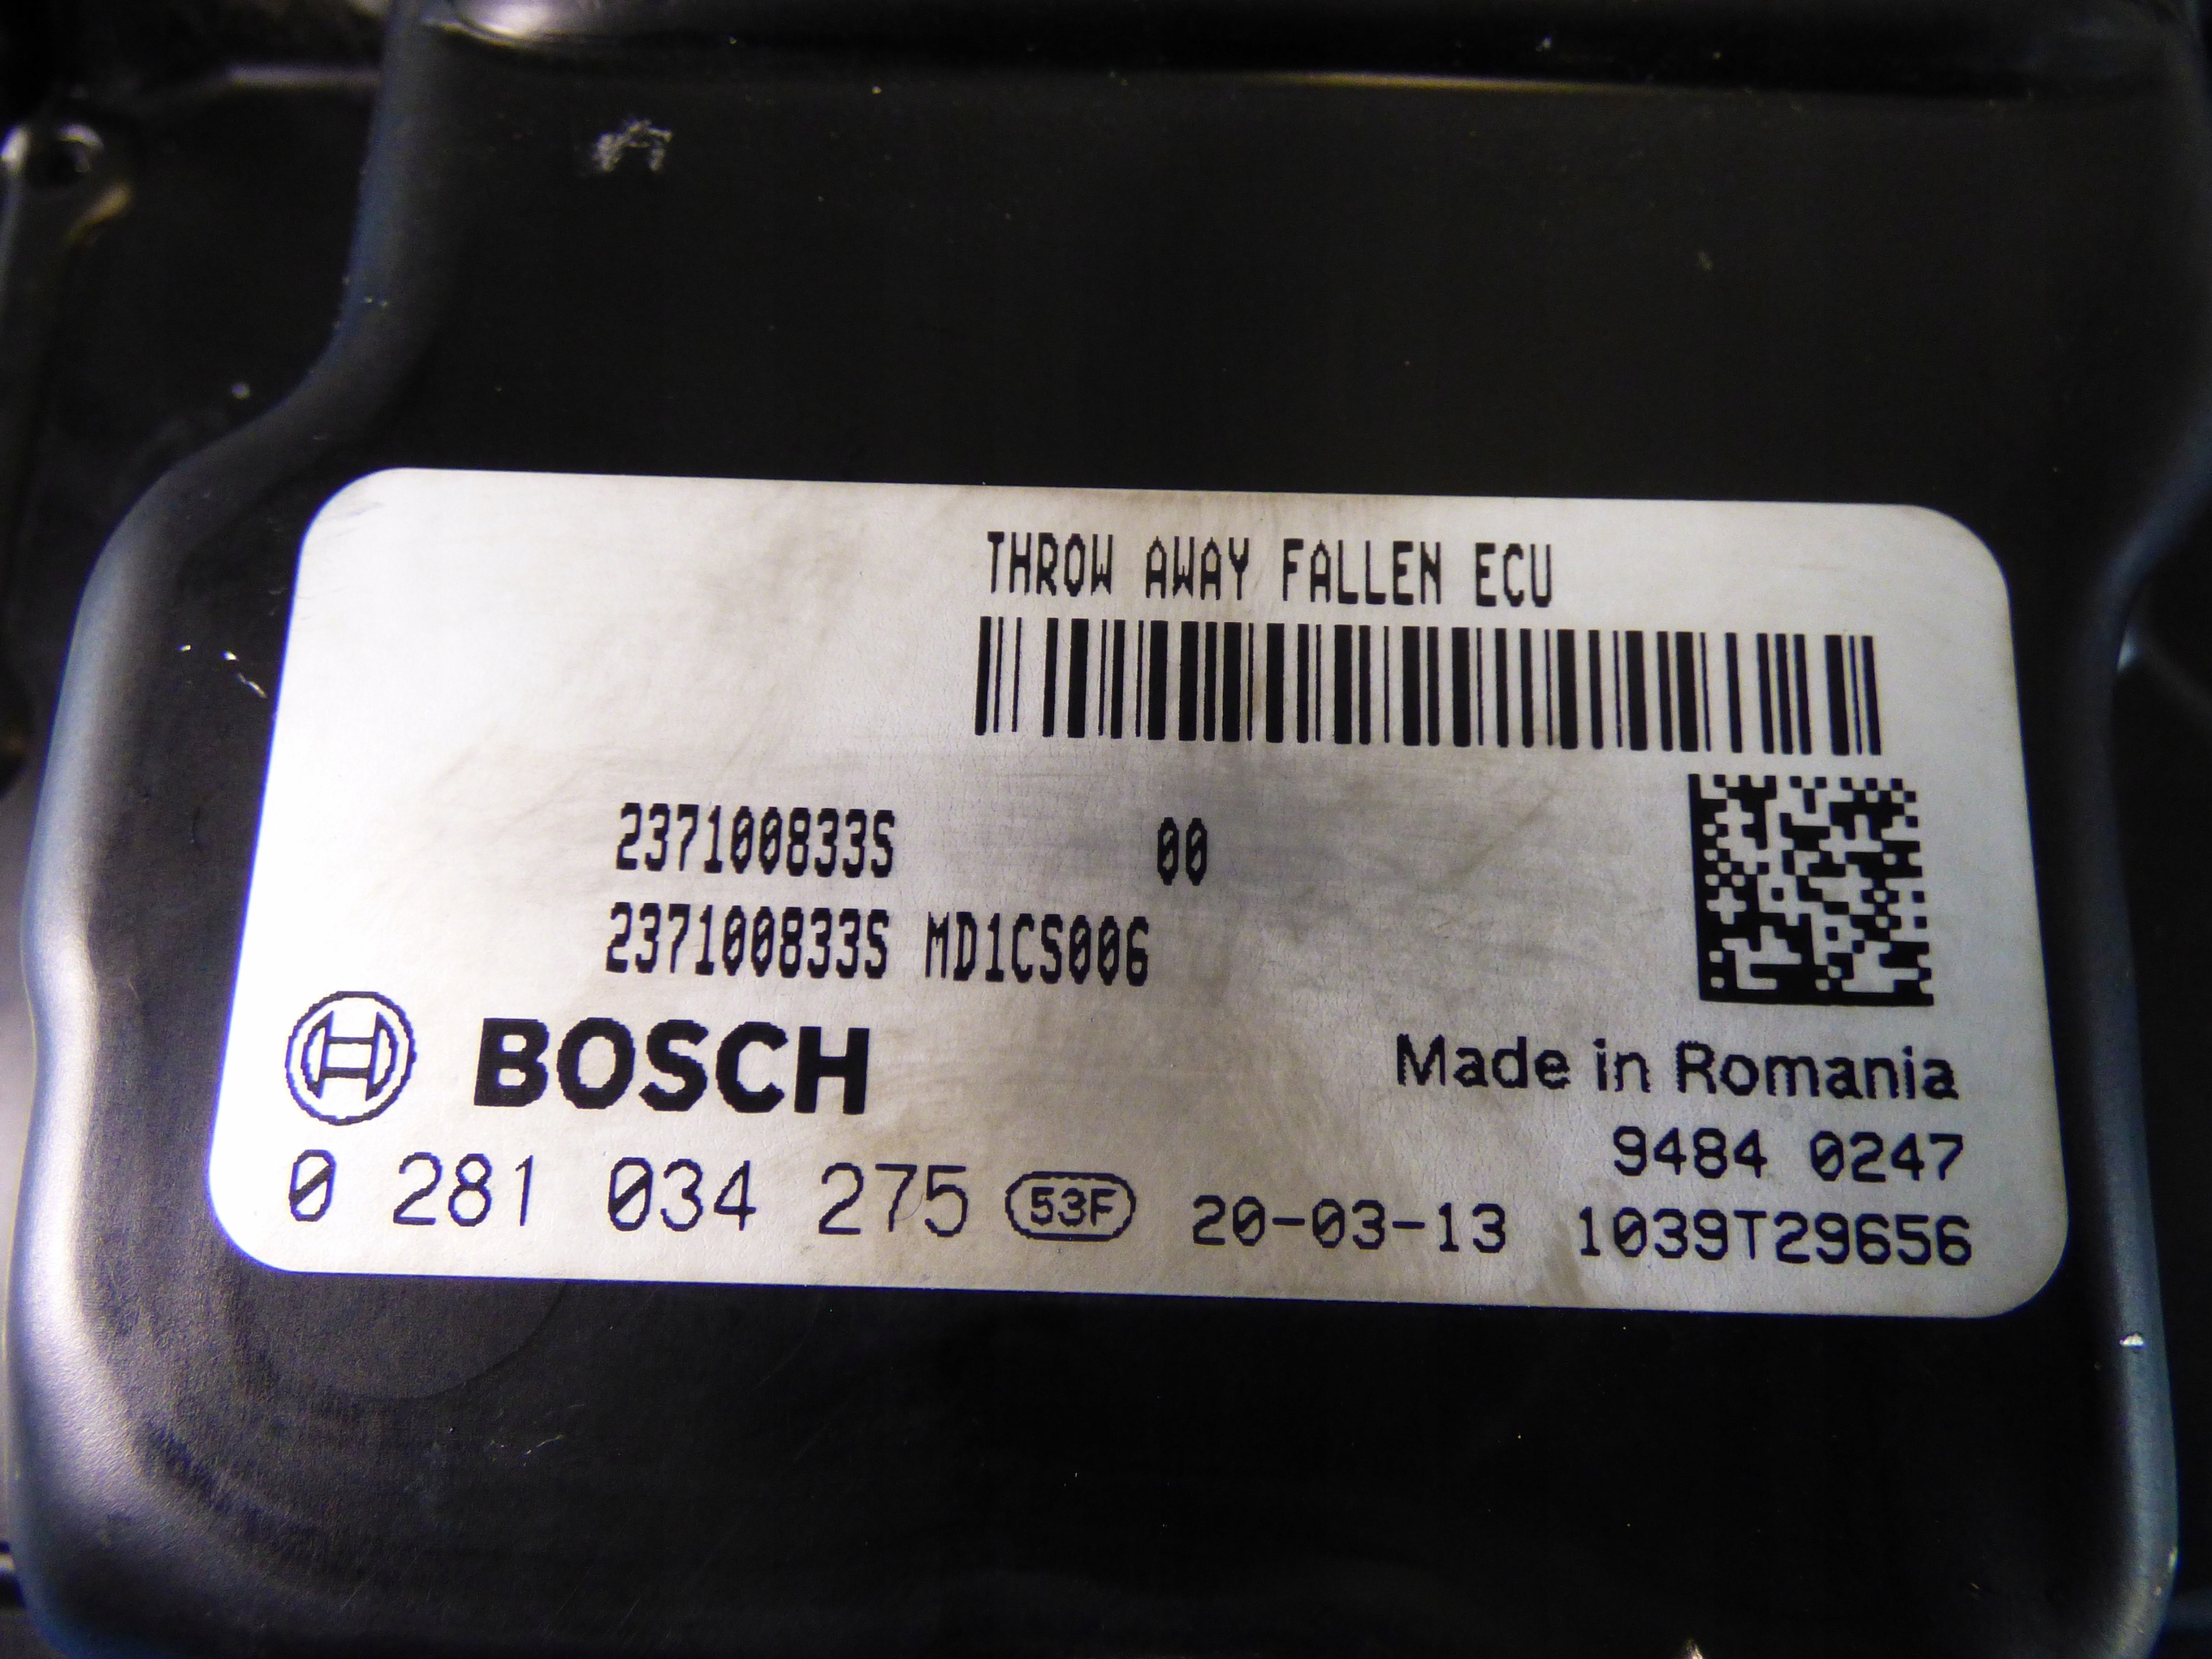 THROW AWAY FALLEN ECU
237100833S 00
237100833S MD1CS006
BOSCH
Made in Romania
9484 0247
0 281 034 275 53F 20-03-13 1039T29656